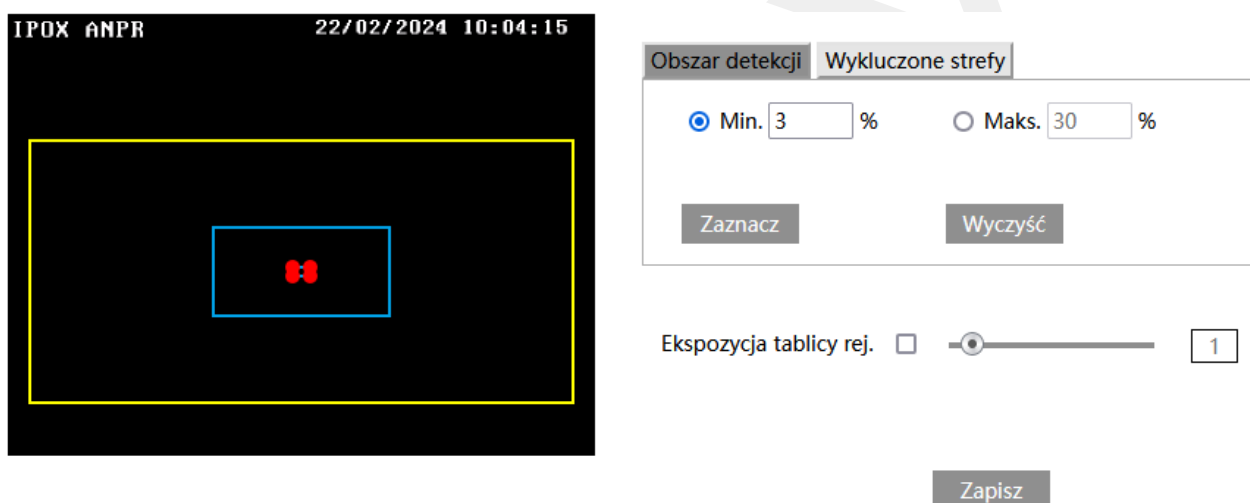 IPOX ANPR 22/02/2024 10:04:15
Obszar detekcji Wykluczone strefy
Min. 3 % Maks. 30 %
Zaznacz Wyczyść
Ekspozycja tablicy rej. 1
Zapisz